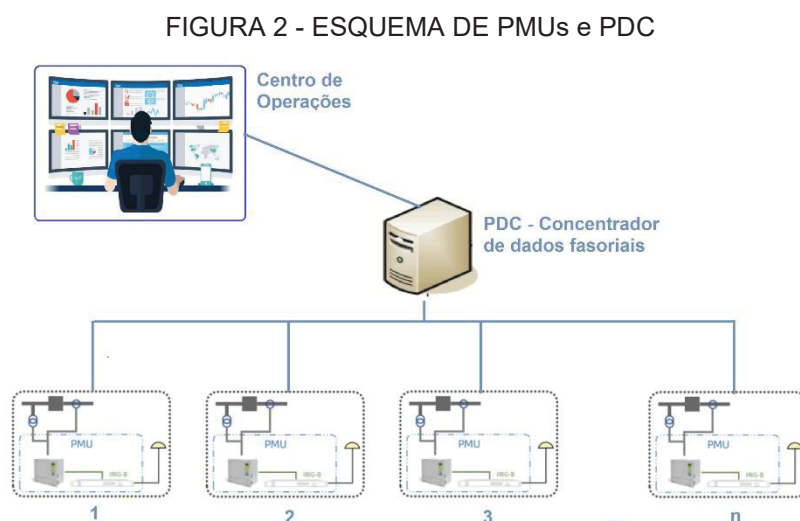 FIGURA 2 - ESQUEMA DE PMUs e PDC
Centro de
Operações
PDC - Concentrador
de dados fasoriais
PMU
IRIG-B
1
PMU
IRIG-B
2
PMU
IRIG-B
3
PMU
IRIG-B
n